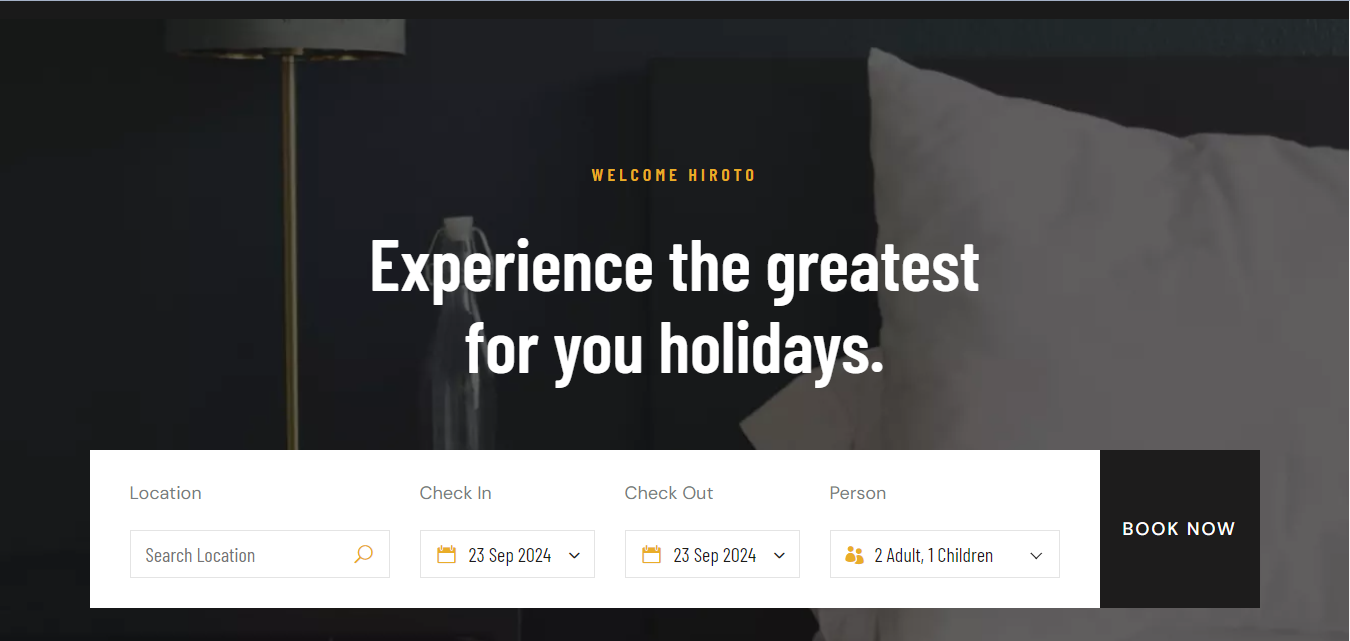 WELCOME HIROTO
Experience the greatest
for you holidays.
Location
Check In
Check Out
Person
Search Location
23 Sep 2024
23 Sep 2024
2 Adult, 1 Children
BOOK NOW